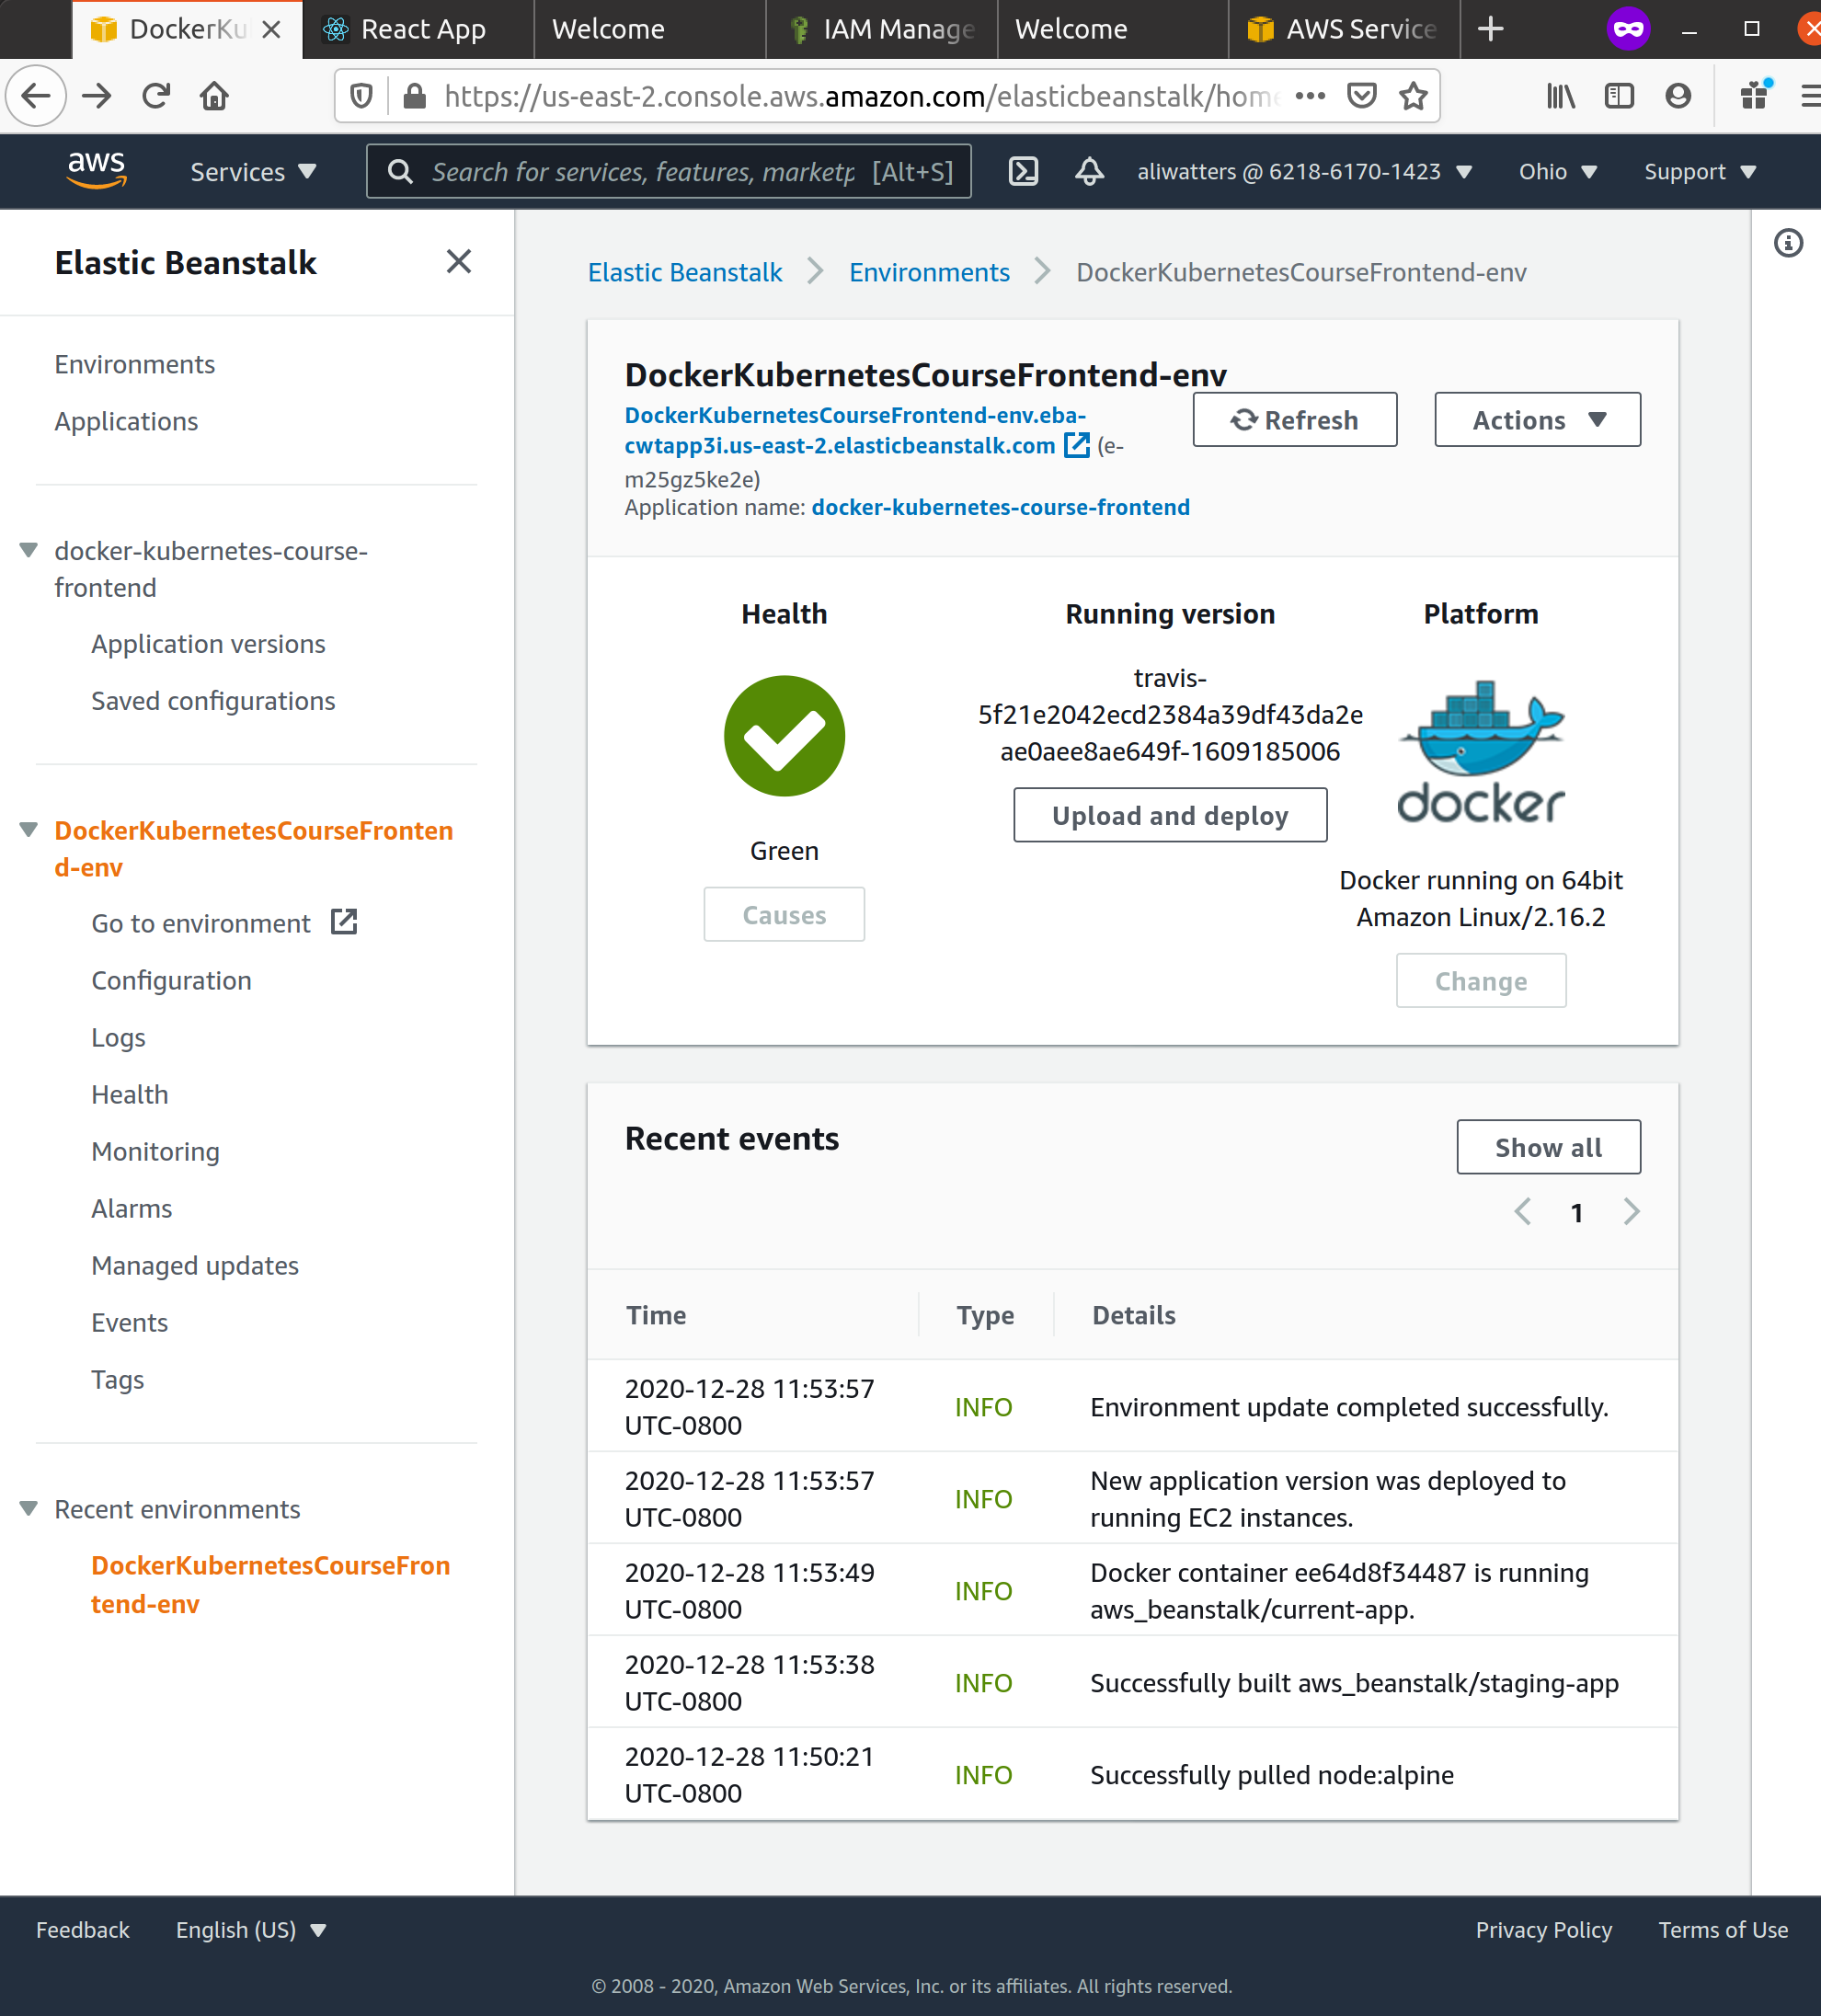 DockerKu
React App
Welcome
IAM Manage
Welcome
AWS Service
https://us-east-2.console.aws.amazon.com/elasticbeanstalk/home
aws
Services
Search for services, features, marketp
[Alt+S]
aliwatters @ 6218-6170-1423
Ohio
Support
Elastic Beanstalk
Environments
Applications
docker-kubernetes-course-
frontend
Application versions
Saved configurations
DockerKubernetesCourseFronten
d-env
Go to environment
Configuration
Logs
Health
Monitoring
Alarms
Managed updates
Events
Tags
Recent environments
DockerKubernetesCourseFron
tend-env
Elastic Beanstalk
Environments
DockerKubernetesCourseFrontend-env
DockerKubernetesCourseFrontend-env
DockerKubernetesCourseFrontend-env.eba-
cwtapp3i.us-east-2.elasticbeanstalk.com (e-
m25gz5ke2e)
Application name: docker-kubernetes-course-frontend
Refresh
Actions
Health
Green
Causes
Running version
travis-
5f21e2042ecd2384a39df43da2e
ae0aee8ae649f-1609185006
Upload and deploy
Platform
docker
Docker running on 64bit
Amazon Linux/2.16.2
Change
Recent events
Show all
1
Time
Type
Details
2020-12-28 11:53:57
UTC-0800
INFO
Environment update completed successfully.
2020-12-28 11:53:57
UTC-0800
INFO
New application version was deployed to
running EC2 instances.
2020-12-28 11:53:49
UTC-0800
INFO
Docker container ee64d8f34487 is running
aws_beanstalk/current-app.
2020-12-28 11:53:38
UTC-0800
INFO
Successfully built aws_beanstalk/staging-app
2020-12-28 11:50:21
UTC-0800
INFO
Successfully pulled node:alpine
Feedback
English (US)
Privacy Policy
Terms of Use
© 2008 - 2020, Amazon Web Services, Inc. or its affiliates. All rights reserved.